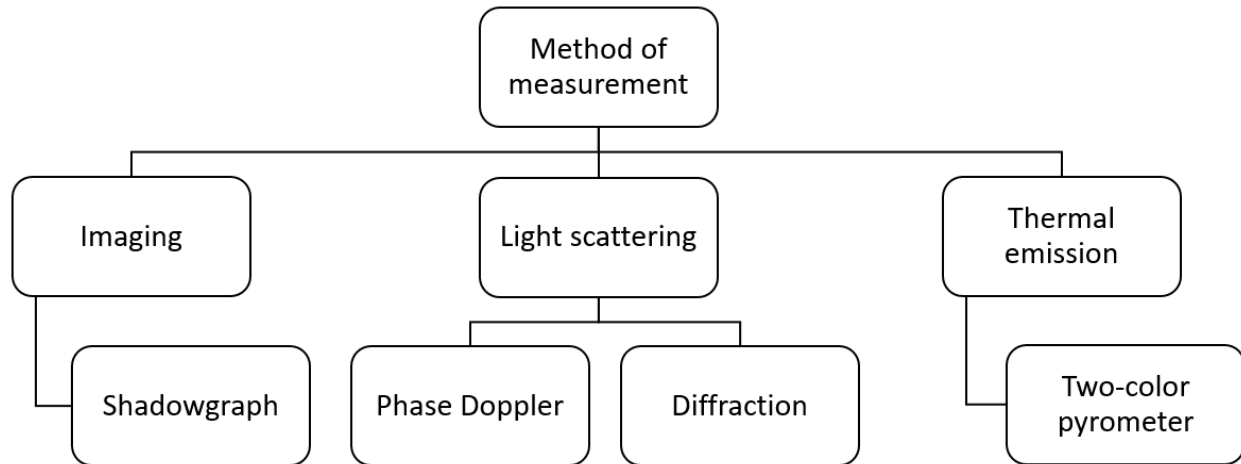 Method of
measurement
Imaging
Light scattering
Thermal
emission
Shadowgraph
Phase Doppler
Diffraction
Two-color
pyrometer